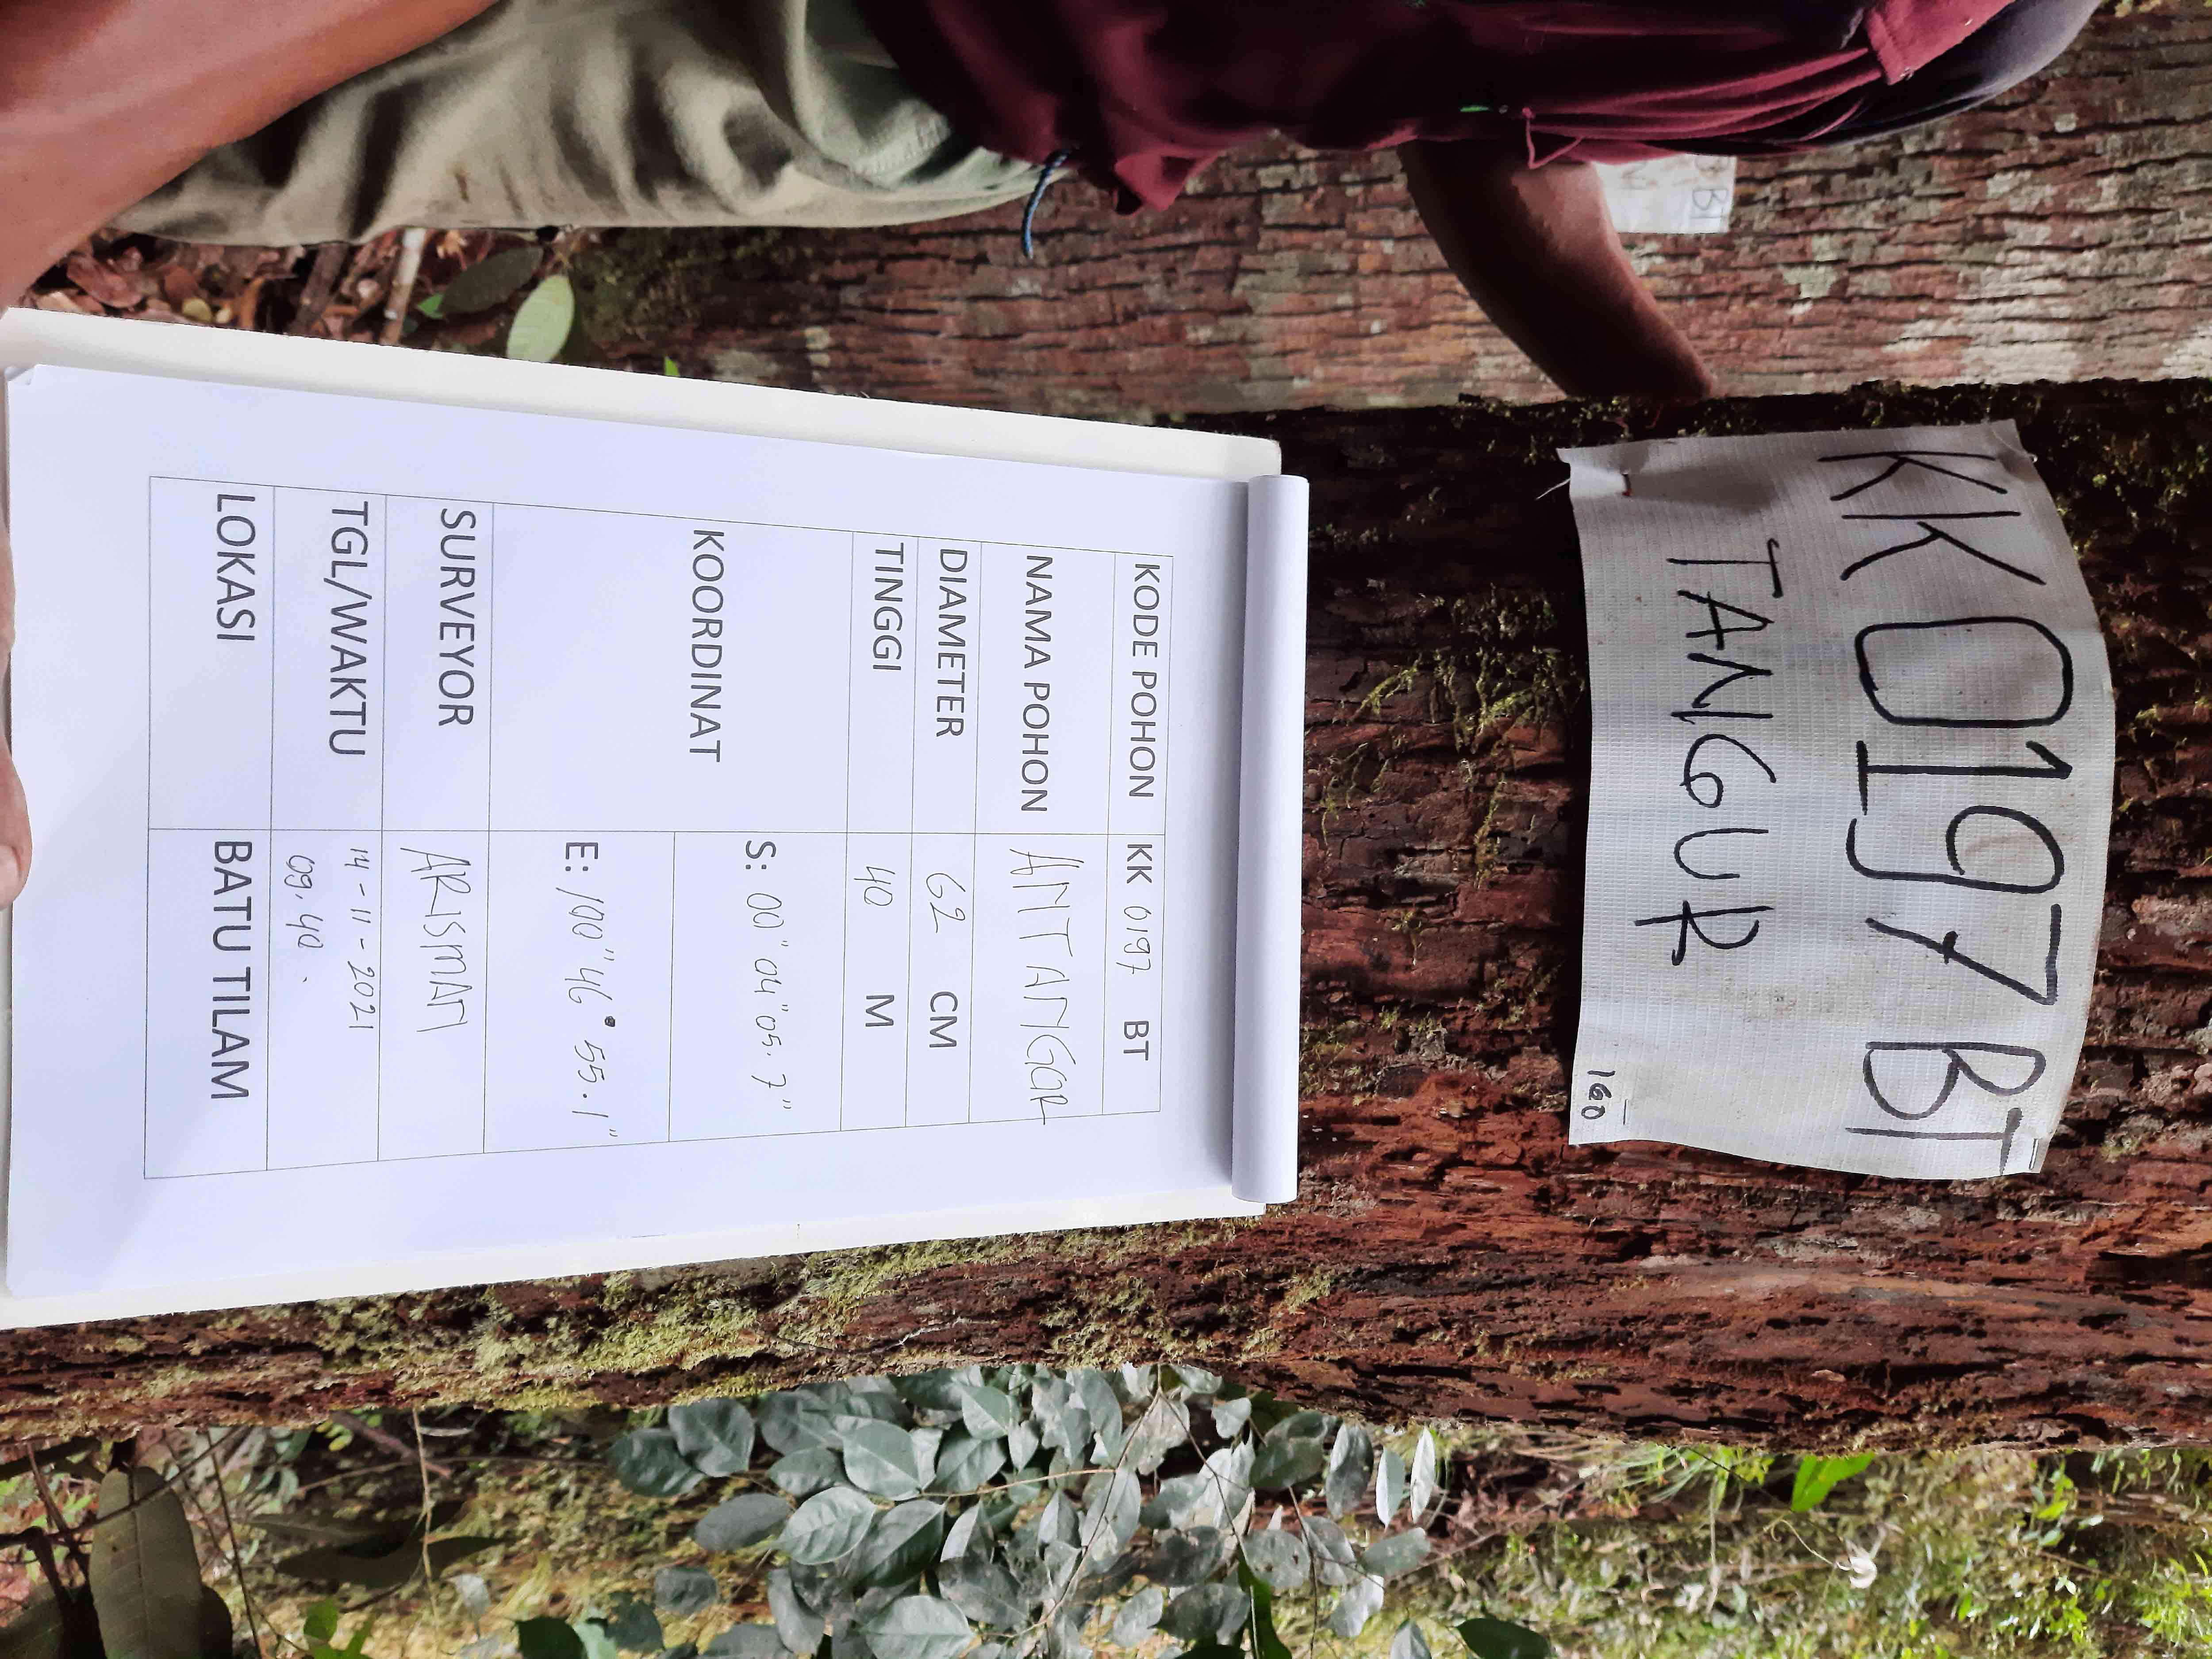 KK0197BT
TANGUR
160
KODE POHON KK 0197 BT
NAMA POHON ANTANGUR
DIAMETER 62 CM
TINGGI 40 M
KOORDINAT S: 00" 04" 05.7"
E: 100" 46° 55.1"
SURVEYOR ARISMAN
TGL/WAKTU 14-11-2021
09.40.
LOKASI BATU TILAM
BT